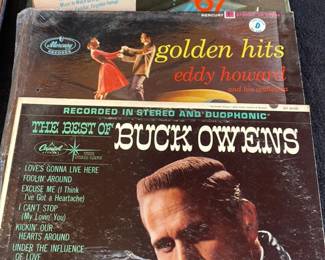 67
MERCURY
Mercury
golden hits
eddy howard
and his orchestra
RECORDED IN STEREO AND "DUOPHONIC"
THE BEST OF BUCK OWENS
Capitol
LOVE'S GONNA LIVE HERE
FOOLIN' AROUND
EXCUSE ME (I Think
I've Got a Heartache)
I CAN'T STOP
(My Lovin' You)
KICKIN' OUR
HEARTS AROUND
UNDER THE INFLUENCE
OF LOVE